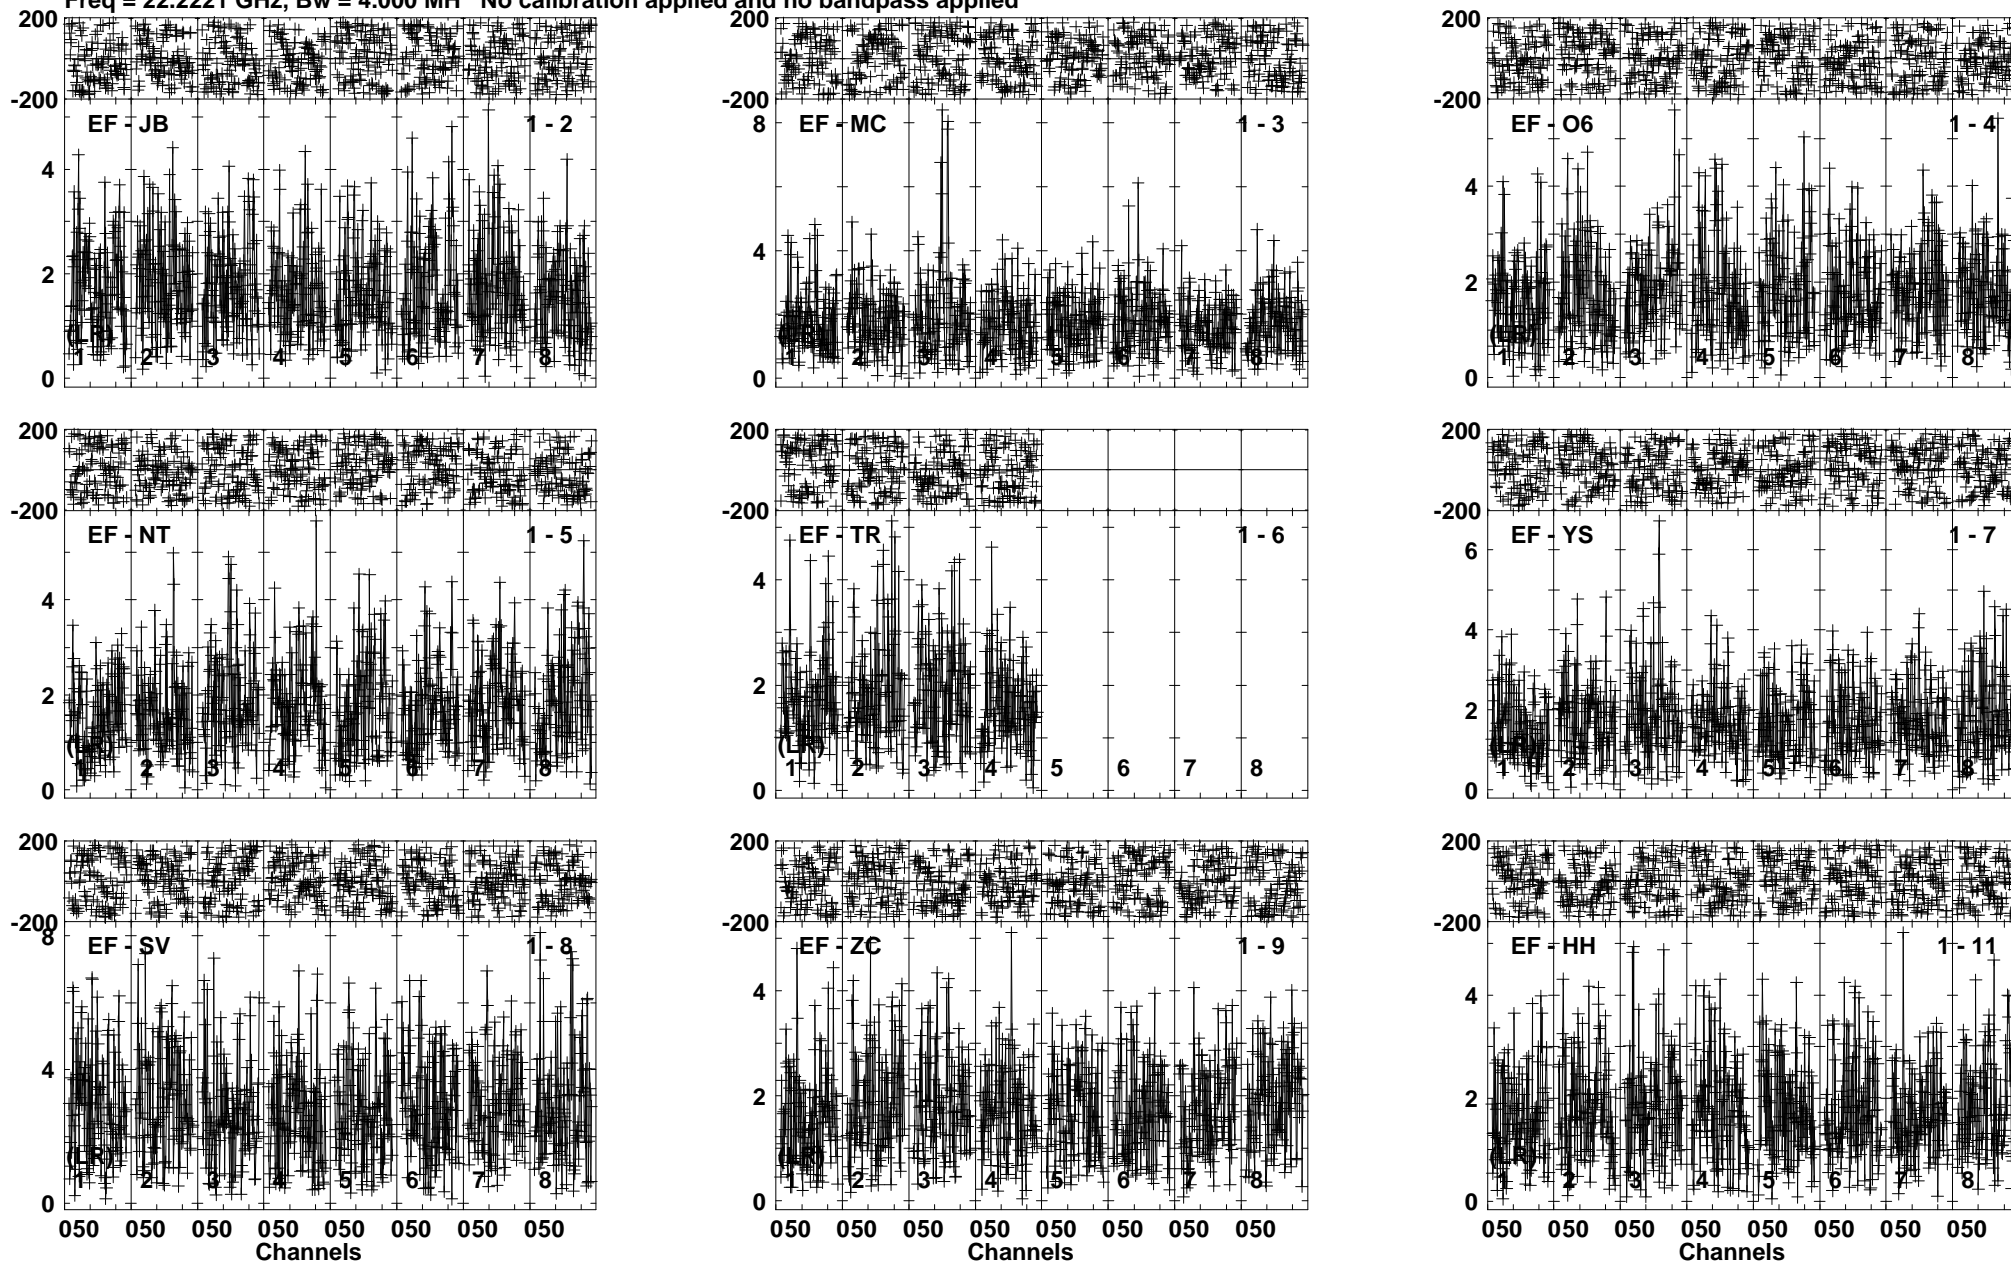 Freq = 22.2221 GHz, Bw = 4.000 MH No calibration applied and no bandpass applied
200 200 200
-200 -200 -200
EF - JB 1 - 2 8 EF - MC 1 - 3 EF - O6 1 - 4
4 4
4
2 2
(LR) (LR) (LR)
1 2 3 4 5 6 7 8 1 2 3 4 5 6 7 8 1 2 3 4 5 6 7 8
0 0 0
200 200 200
-200 -200 -200
EF - NT 1 - 5 EF - TR 1 - 6 EF - YS 1 - 7
6
4 4 4
2 2 2
(LR) (LR) (LR)
1 2 3 4 5 6 7 8 1 2 3 4 5 6 7 8 1 2 3 4 5 6 7 8
0 0 0
200 200 200
-200 -200 -200
8 EF - SV 1 - 8 EF - ZC 1 - 9 EF - HH 1 - 11
4 4 4
2 2
(LR) (LR) (LR)
1 2 3 4 5 6 7 8 1 2 3 4 5 6 7 8 1 2 3 4 5 6 7 8
0 0 0
050 050 050 050 050 050 050 050 050 050 050 050 050 050 050 050 050 050 050 050 050 050 050 050
Channels Channels Channels